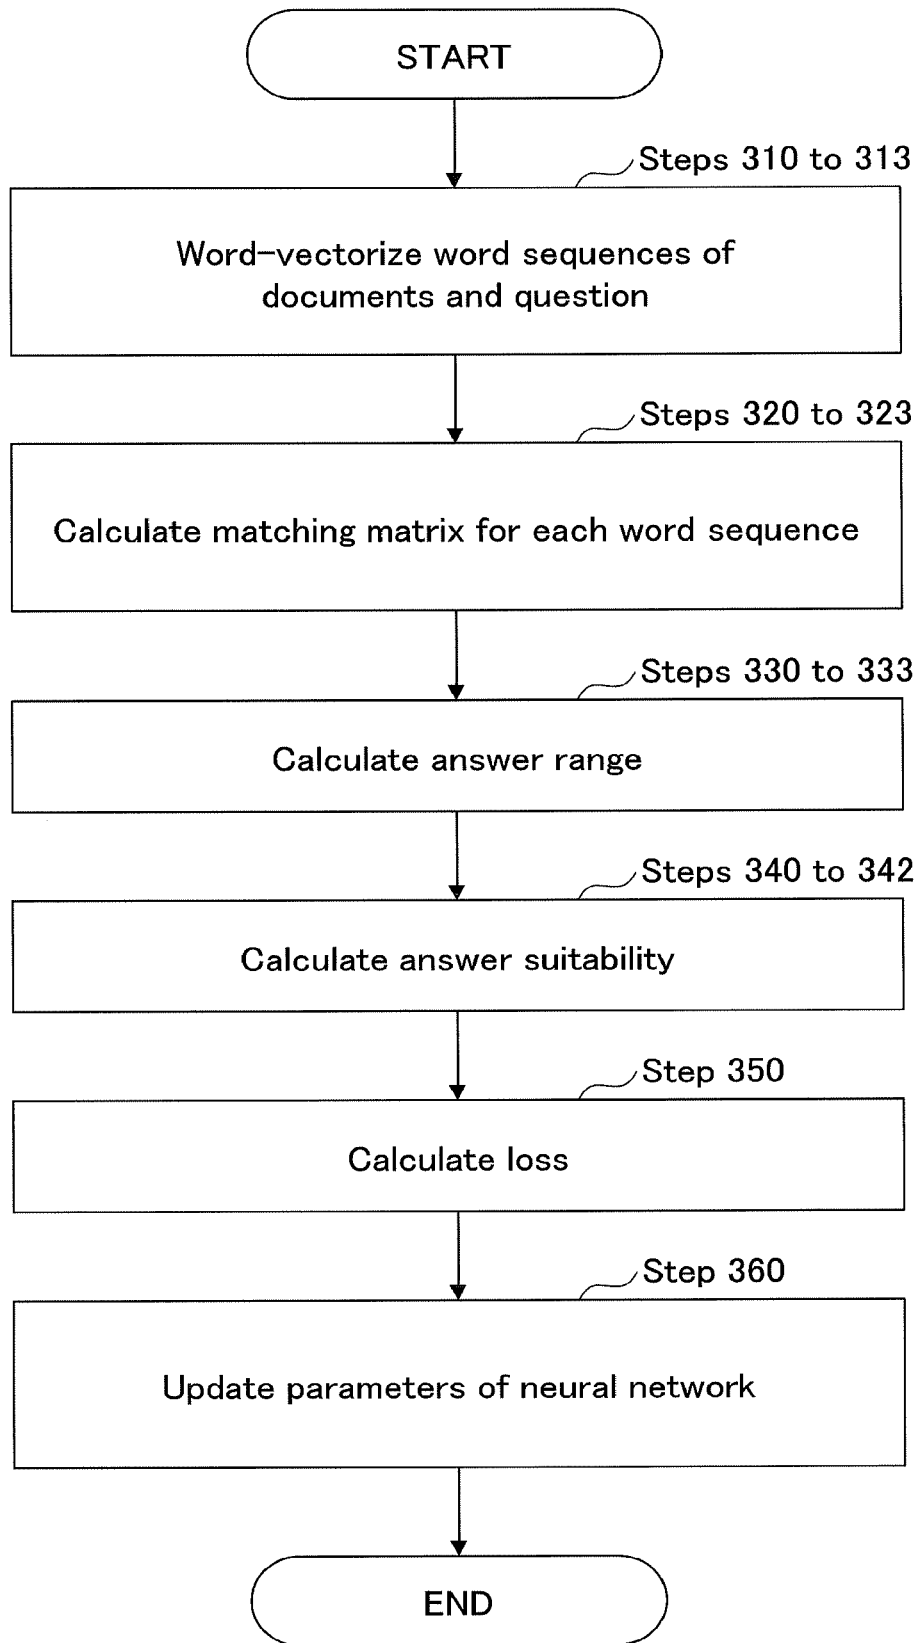 START
Steps 310 to 313
Word-vectorize word sequences of
documents and question
Steps 320 to 323
Calculate matching matrix for each word sequence
Steps 330 to 333
Calculate answer range
Steps 340 to 342
Calculate answer suitability
Step 350
Calculate loss
Step 360
Update parameters of neural network
END